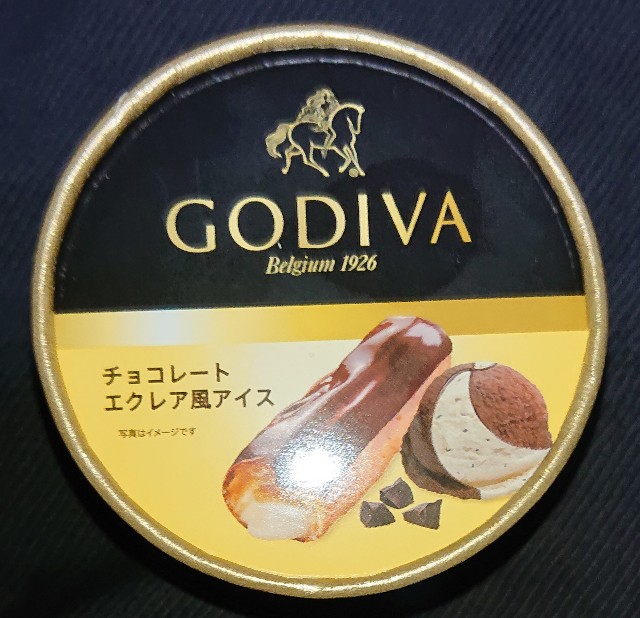 GODIVA
Belgium 1926
チョコレート
エクレア風アイス
写真はイメージです